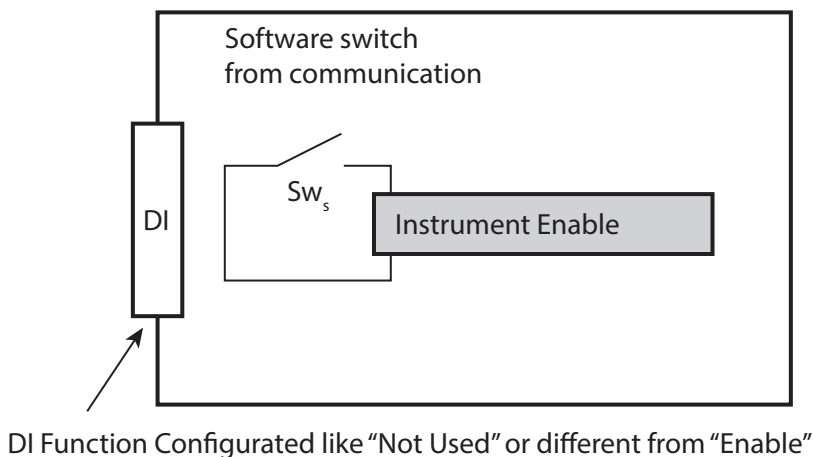 Software switch
from communication
Sws
DI
Instrument Enable
DI Function Configurated like “Not Used” or different from “Enable”